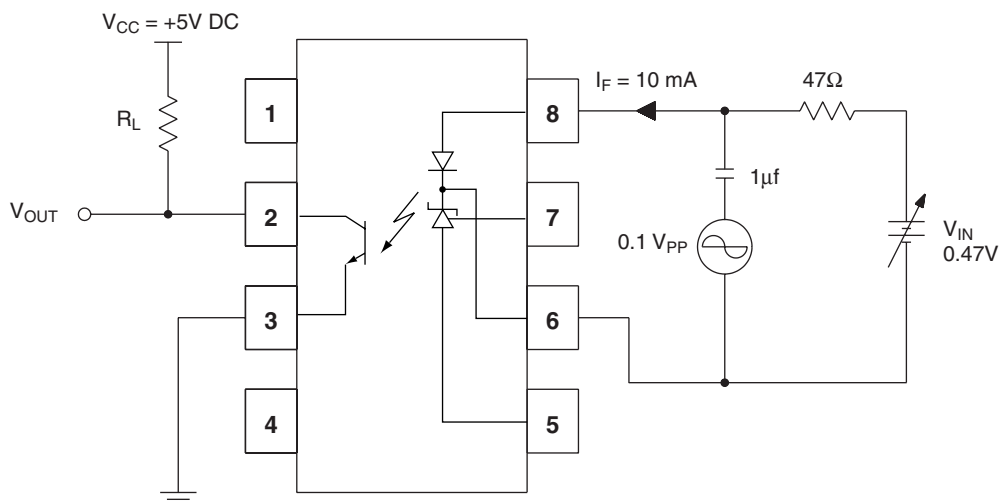 V_CC = +5V DC
R_L
V_OUT
1
2
3
4
8
7
6
5
I_F = 10 mA
47Ω
1μf
0.1 V_PP
V_IN
0.47V